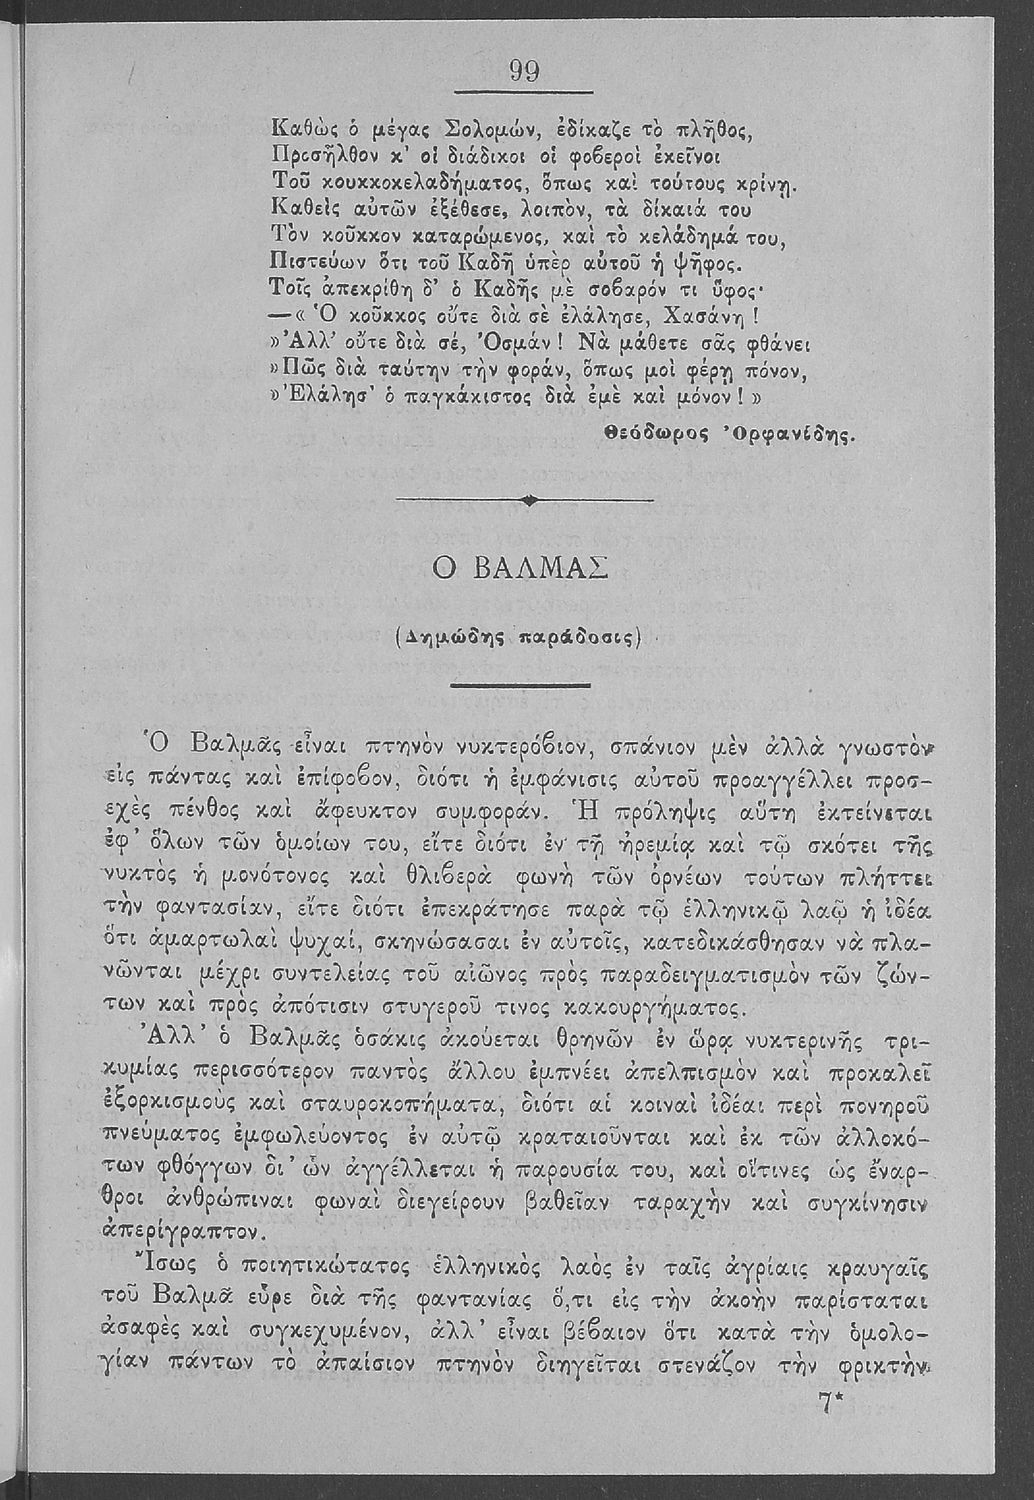 99
Καθὼς ὁ μέγας Σολομών, ἐδίκαζε τὸ πλῆθος,
Προσῆλθον κ' οἱ διάδικοι οἱ φοβεροὶ ἐκεῖνοι
Τοῦ κουκκοκελαδήματος, ὅπως καὶ τούτους κρίνῃ.
Καθεὶς αὐτῶν ἐξέθεσε, λοιπὸν, τὰ δίκαιά του
Τὸν κοῦκκον καταρώμενος, καὶ τὸ κελάδημά του,
Πιστεύων ὅτι τοῦ Καδῆ ὑπὲρ αὐτοῦ ἡ ψῆφος.
Τοῖς ἀπεκρίθη δ' ὁ Καδῆς μὲ σοβαρόν τι ὕφος·
—« Ὁ κοῦκκος οὔτε διὰ σὲ ἐλάλησε, Χασάνη !
»Ἀλλ' οὔτε διὰ σέ, Ὀσμάν ! Νὰ μάθετε σᾶς φθάνει
»Πῶς διὰ ταύτην τὴν φοράν, ὅπως μοὶ φέρῃ πόνον,
»Ἐλάλησ' ὁ παγκάκιστος διὰ ἐμὲ καὶ μόνον ! »
Θεόδωρος Ὀρφανίδης.
Ο ΒΑΛΜΑΣ
(Δημώδης παράδοσις)
Ὁ Βαλμᾶς εἶναι πτηνὸν νυκτερόβιον, σπάνιον μὲν ἀλλὰ γνωστὸν
εἰς πάντας καὶ ἐπίφοβον, διότι ἡ ἐμφάνισις αὐτοῦ προαγγέλλει προσ-
εχὲς πένθος καὶ ἄφευκτον συμφοράν. Ἡ πρόληψις αὕτη ἐκτείνεται
ἐφ' ὅλων τῶν ὁμοίων του, εἴτε διότι ἐν τῇ ἠρεμίᾳ καὶ τῷ σκότει τῆς
νυκτὸς ἡ μονότονος καὶ θλιβερὰ φωνὴ τῶν ὀρνέων τούτων πλήττει
τὴν φαντασίαν, εἴτε διότι ἐπεκράτησε παρὰ τῷ ἑλληνικῷ λαῷ ἡ ἰδέα
ὅτι ἁμαρτωλαὶ ψυχαί, σκηνώσασαι ἐν αὐτοῖς, κατεδικάσθησαν νὰ πλα-
νῶνται μέχρι συντελείας τοῦ αἰῶνος πρὸς παραδειγματισμὸν τῶν ζών-
των καὶ πρὸς ἀπότισιν στυγεροῦ τινος κακουργήματος.
Ἀλλ' ὁ Βαλμᾶς ὁσάκις ἀκούεται θρηνῶν ἐν ὥρᾳ νυκτερινῆς τρι-
κυμίας περισσότερον παντὸς ἄλλου ἐμπνέει ἀπελπισμὸν καὶ προκαλεῖ
ἐξορκισμοὺς καὶ σταυροκοπήματα, διότι αἱ κοιναὶ ἰδέαι περὶ πονηροῦ
πνεύματος ἐμφωλεύοντος ἐν αὐτῷ κραταιοῦνται καὶ ἐκ τῶν ἀλλοκό-
των φθόγγων δι' ὧν ἀγγέλλεται ἡ παρουσία του, καὶ οἵτινες ὡς ἔναρ-
θροι ἀνθρώπιναι φωναὶ διεγείρουν βαθεῖαν ταραχὴν καὶ συγκίνησιν
ἀπερίγραπτον.
Ἴσως ὁ ποιητικώτατος ἑλληνικὸς λαὸς ἐν ταῖς ἀγρίαις κραυγαῖς
τοῦ Βαλμᾶ εὗρε διὰ τῆς φαντανίας ὅ,τι εἰς τὴν ἀκοὴν παρίσταται
ἀσαφὲς καὶ συγκεχυμένον, ἀλλ' εἶναι βέβαιον ὅτι κατὰ τὴν ὁμολο-
γίαν πάντων τὸ ἀπαίσιον πτηνὸν διηγεῖται στενάζον τὴν φρικτὴν
7*